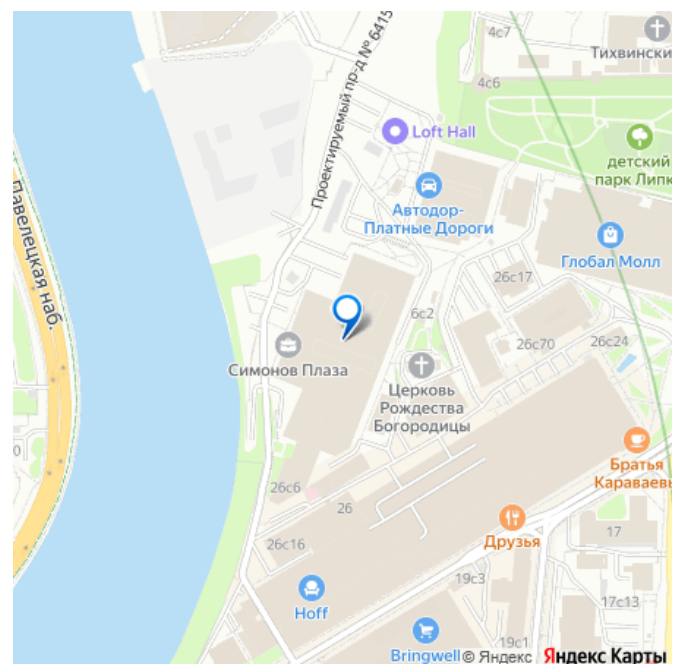 4с7
Тихвински
4с6
Проектируемый пр-д № 6415
Loft Hall
детский
парк Липк
Автодор-
Платные Дороги
Павелецкая наб.
Глобал Молл
26с17
6с2
26с70
26с24
Симонов Плаза
Церковь
Рождества
Богородицы
0
Братья
Караваевы
26с6
26
Друзья
17
26с16
19с3
Hoff
17с13
19с1
Bringwell
© Яндекс
Яндекс Карты